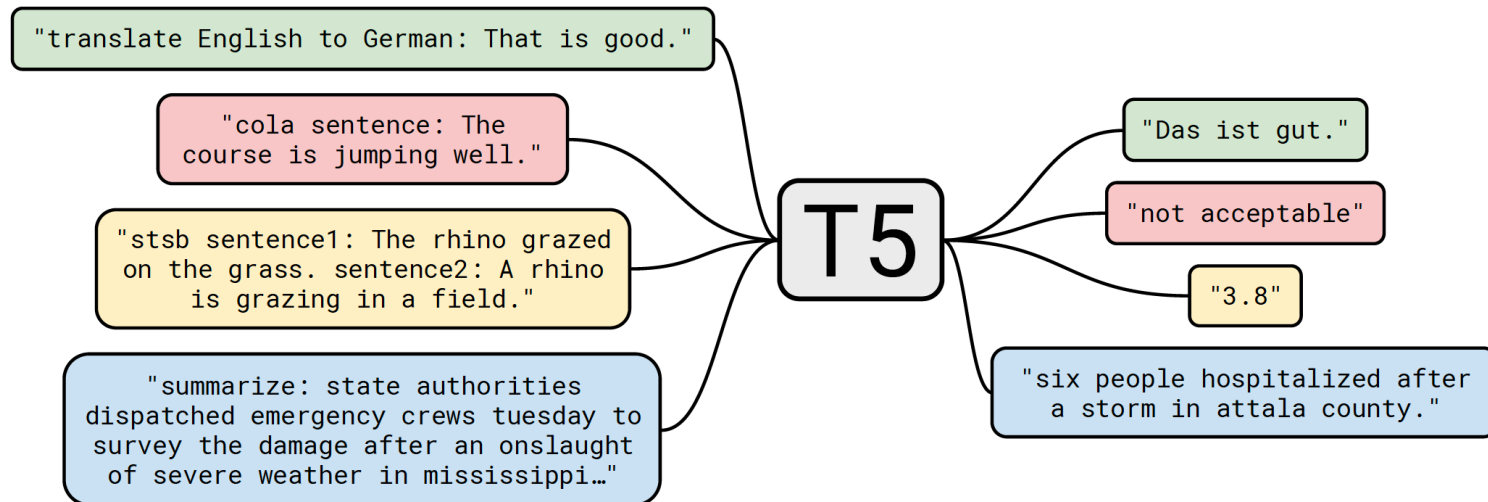 "translate English to German: That is good."
"cola sentence: The
course is jumping well."
"stsb sentence1: The rhino grazed
on the grass. sentence2: A rhino
is grazing in a field."
"summarize: state authorities
dispatched emergency crews tuesday to
survey the damage after an onslaught
of severe weather in mississippi…"
T5
"Das ist gut."
"not acceptable"
"3.8"
"six people hospitalized after
a storm in attala county."